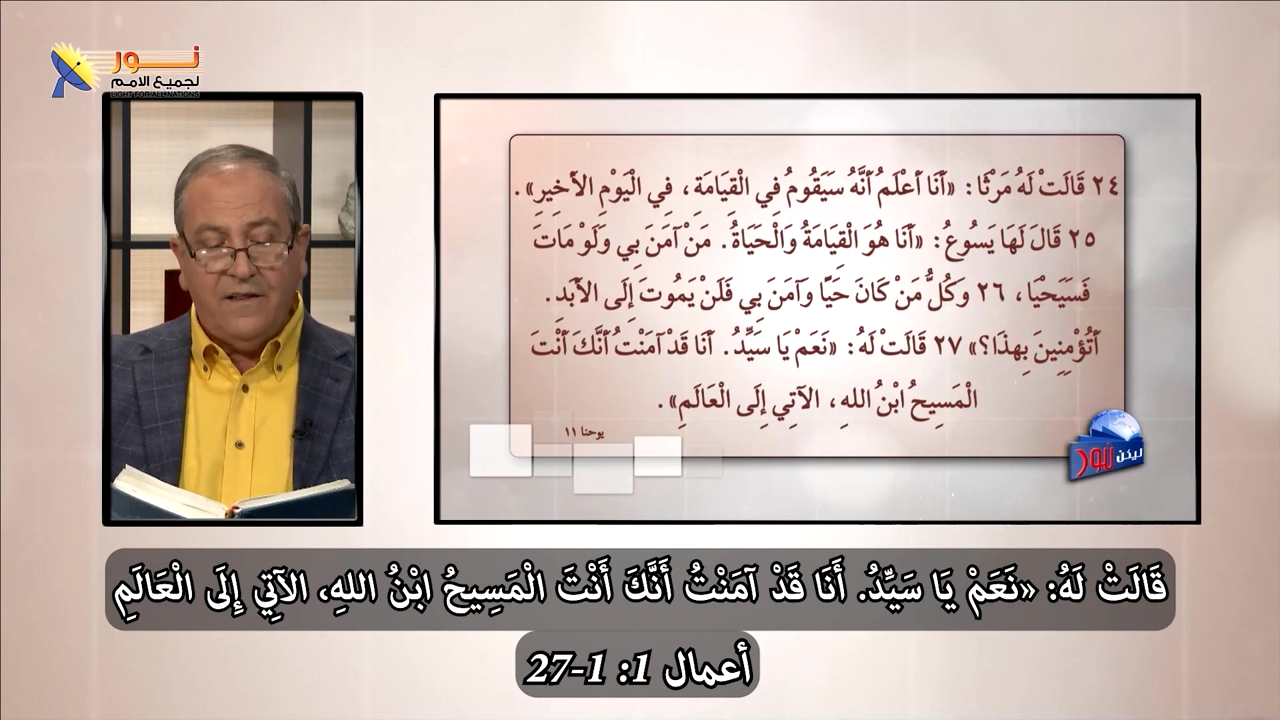 نور
لجميع الامم
LIGHT FOR ALL NATIONS
٢٤ قَالَتْ لَهُ مَرْثَا: «أَنَا أَعْلَمُ أَنَّهُ سَيَقُومُ فِي الْقِيَامَةِ، فِي الْيَوْمِ الأَخِيرِ».
٢٥ قَالَ لَهَا يَسُوعُ: «أَنَا هُوَ الْقِيَامَةُ وَالْحَيَاةُ. مَنْ آمَنَ بِي وَلَوْ مَاتَ
فَسَيَحْيَا، ٢٦ وَكُلُّ مَنْ كَانَ حَيًّا وَآمَنَ بِي فَلَنْ يَمُوتَ إِلَى الأَبَدِ.
أَتُؤْمِنِينَ بِهذَا؟» ٢٧ قَالَتْ لَهُ: «نَعَمْ يَا سَيِّدُ. أَنَا قَدْ آمَنْتُ أَنَّكَ أَنْتَ
الْمَسِيحُ ابْنُ اللهِ، الآتِي إِلَى الْعَالَمِ».
يوحنا ١١
ليكن نور
قَالَتْ لَهُ: «نَعَمْ يَا سَيِّدُ. أَنَا قَدْ آمَنْتُ أَنَّكَ أَنْتَ الْمَسِيحُ ابْنُ اللهِ، الآتِي إِلَى الْعَالَمِ
أعمال 1: 1-27